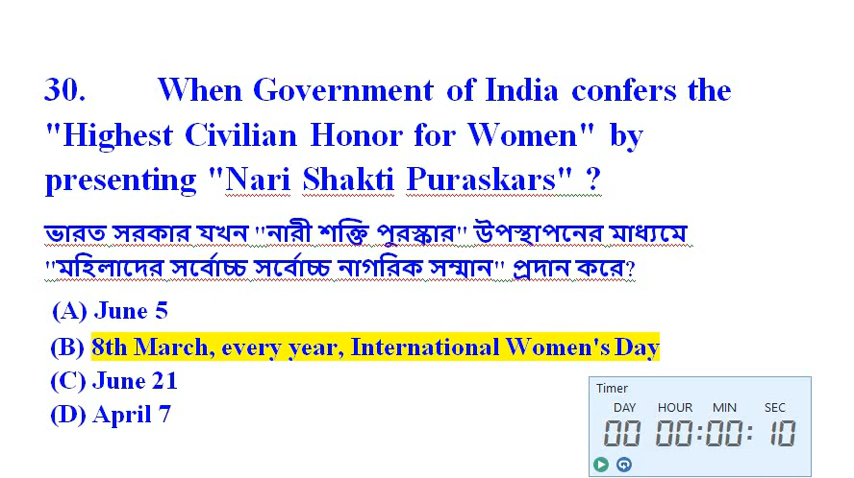 30. When Government of India confers the
"Highest Civilian Honor for Women" by
presenting "Nari Shakti Puraskars" ?
ভারত সরকার যখন "নারী শক্তি পুরস্কার" উপস্থাপনের মাধ্যমে
"মহিলাদের সর্বোচ্চ সর্বোচ্চ নাগরিক সম্মান" প্রদান করে?
(A) June 5
(B) 8th March, every year, International Women's Day
(C) June 21
(D) April 7
Timer
DAY HOUR MIN SEC
00 00:00: 10